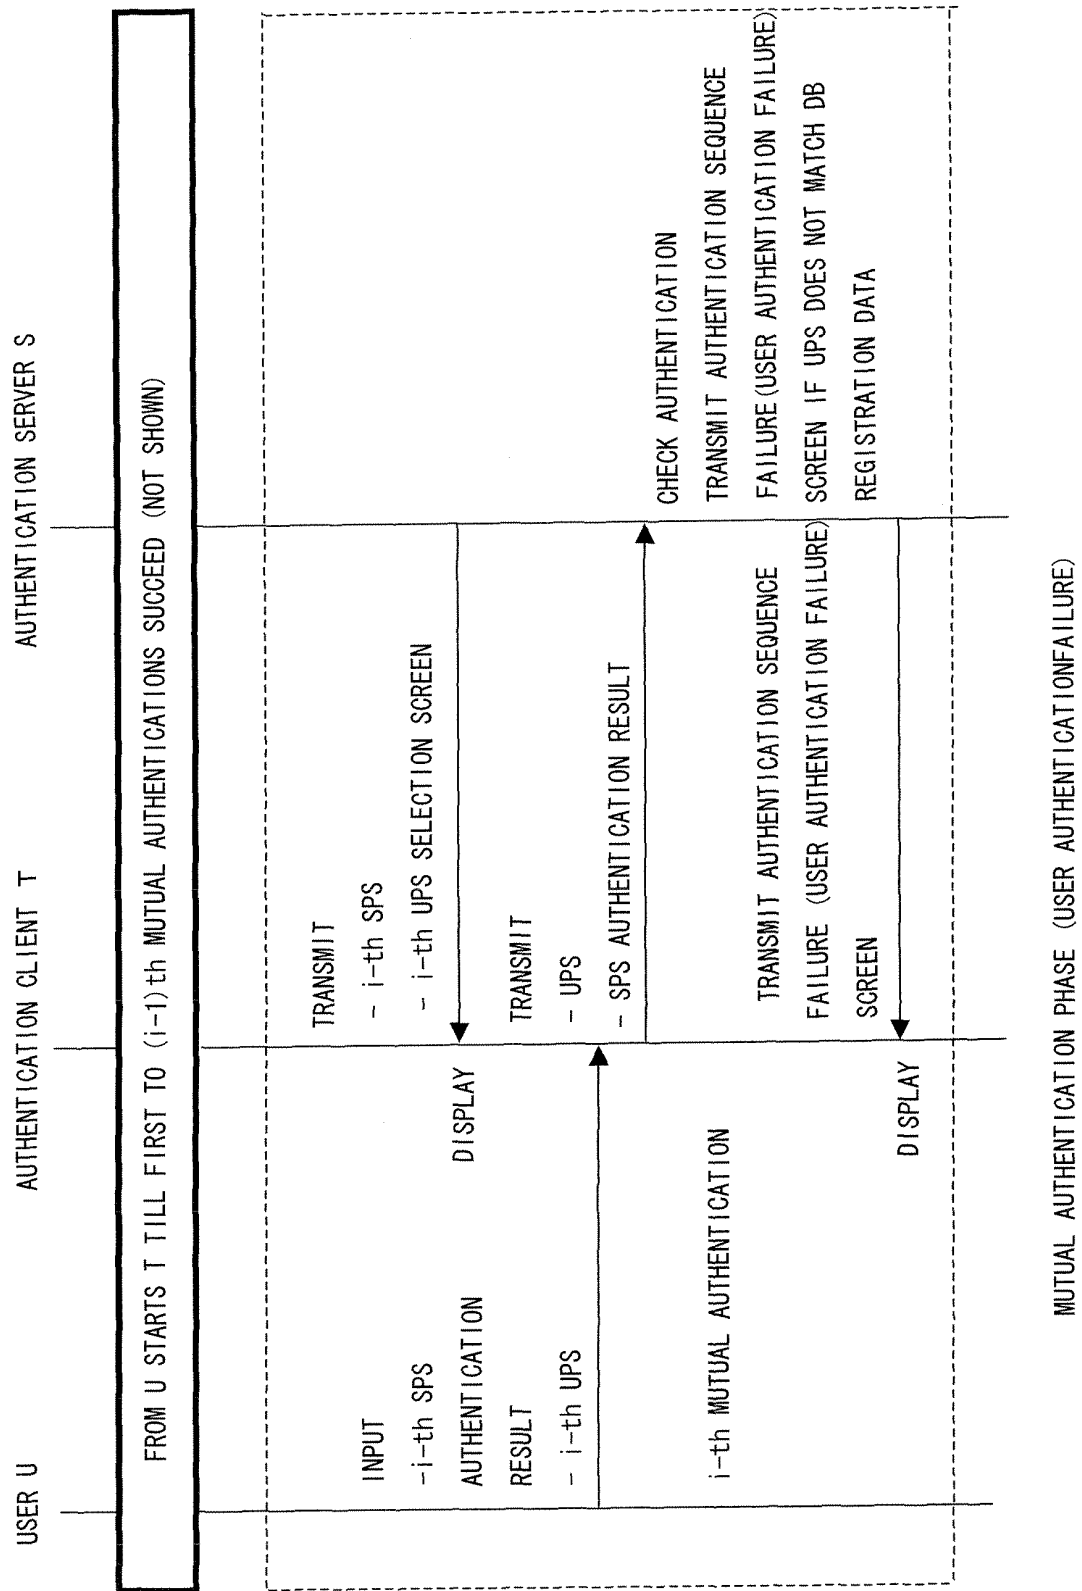 USER U
AUTHENTICATION CLIENT T
AUTHENTICATION SERVER S
FROM U STARTS T TILL FIRST TO (i-1)th MUTUAL AUTHENTICATIONS SUCCEED (NOT SHOWN)
TRANSMIT
- i-th SPS
- i-th UPS SELECTION SCREEN
DISPLAY
INPUT
-i-th SPS
AUTHENTICATION
RESULT
- i-th UPS
TRANSMIT
- UPS
- SPS AUTHENTICATION RESULT
CHECK AUTHENTICATION
TRANSMIT AUTHENTICATION SEQUENCE
FAILURE(USER AUTHENTICATION FAILURE)
SCREEN IF UPS DOES NOT MATCH DB
REGISTRATION DATA
i-th MUTUAL AUTHENTICATION
TRANSMIT AUTHENTICATION SEQUENCE
FAILURE (USER AUTHENTICATION FAILURE)
SCREEN
DISPLAY
MUTUAL AUTHENTICATION PHASE (USER AUTHENTICATIONFAILURE)